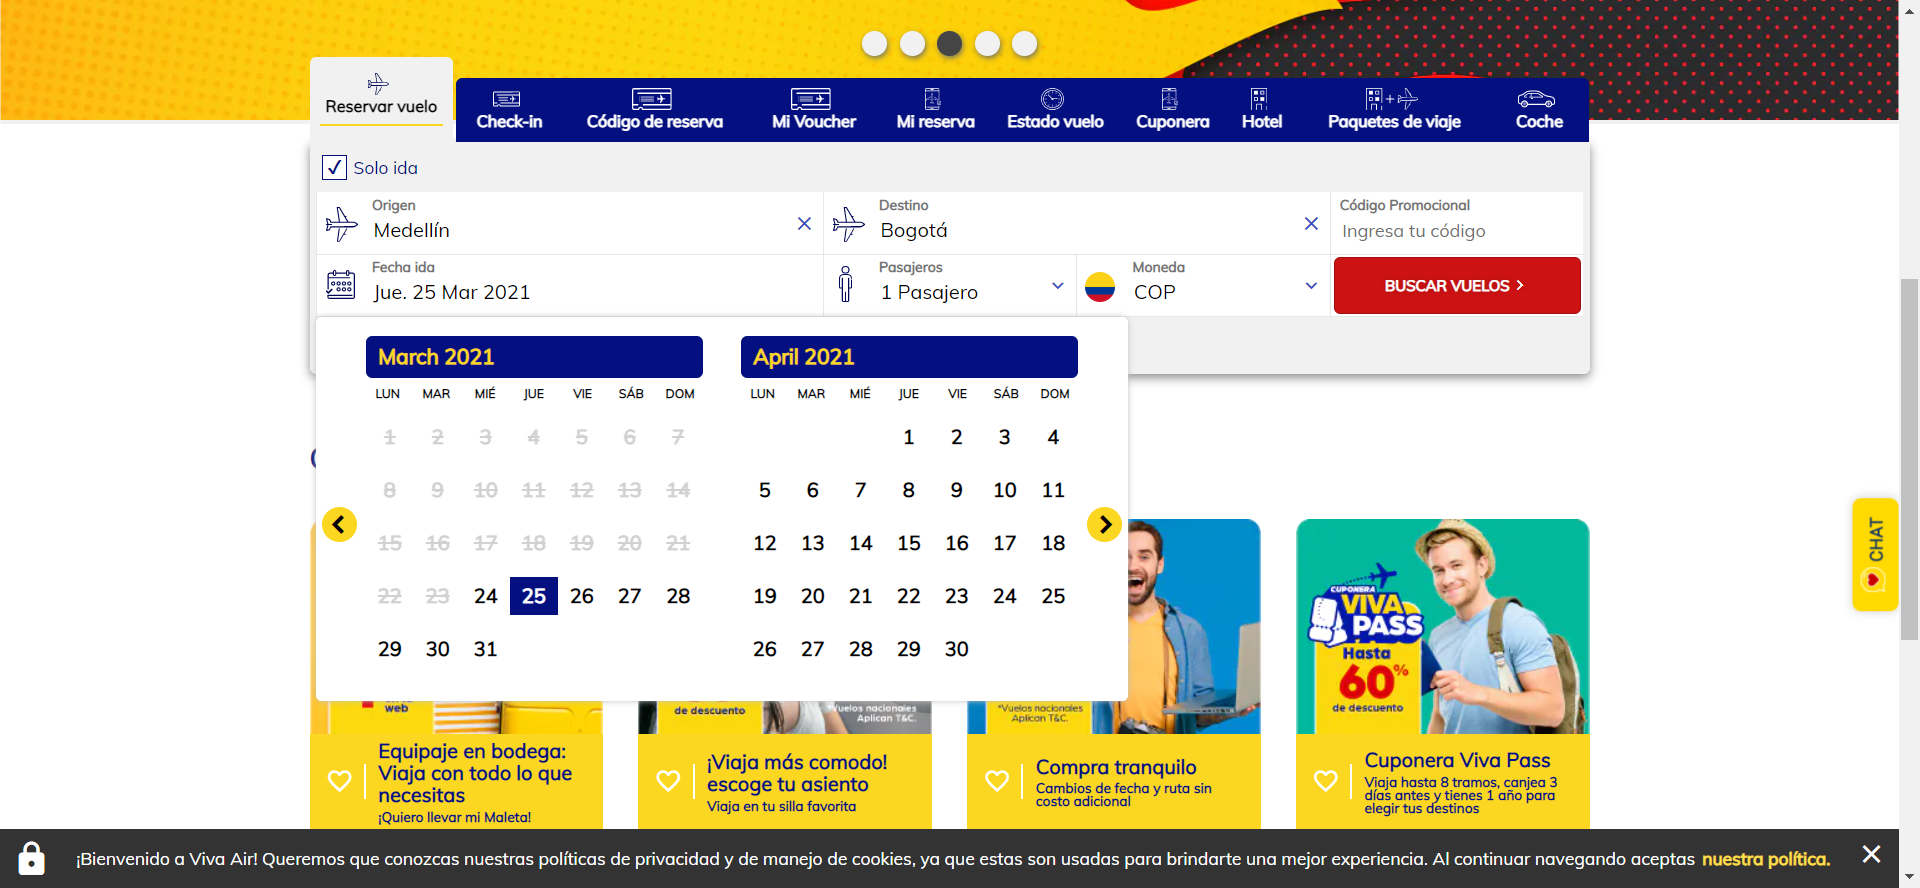 Reservar vuelo
Check-in
Código de reserva
Mi Voucher
Mi reserva
Estado vuelo
Cuponera
Hotel
Paquetes de viaje
Coche
Solo ida
Origen
Medellín
Destino
Bogotá
Código Promocional
Ingresa tu código
Fecha ida
Jue. 25 Mar 2021
Pasajeros
1 Pasajero
Moneda
COP
BUSCAR VUELOS
March 2021
LUN MAR MIÉ JUE VIE SÁB DOM
1 2 3 4 5 6 7
8 9 10 11 12 13 14
15 16 17 18 19 20 21
22 23 24 25 26 27 28
29 30 31
April 2021
LUN MAR MIÉ JUE VIE SÁB DOM
1 2 3 4
5 6 7 8 9 10 11
12 13 14 15 16 17 18
19 20 21 22 23 24 25
26 27 28 29 30
CHAT
web
Equipaje en bodega:
Viaja con todo lo que
necesitas
¡Quiero llevar mi Maleta!
de descuento
*Vuelos nacionales
Aplican T&C.
¡Viaja más comodo!
escoge tu asiento
Viaja en tu silla favorita
*Vuelos nacionales
Aplican T&C.
Compra tranquilo
Cambios de fecha y ruta sin
costo adicional
CUPONERA
VIVA
PASS
Hasta
60%
de descuento
Cuponera Viva Pass
Viaja hasta 8 tramos, canjea 3
días antes y tienes 1 año para
elegir tus destinos
¡Bienvenido a Viva Air! Queremos que conozcas nuestras políticas de privacidad y de manejo de cookies, ya que estas son usadas para brindarte una mejor experiencia. Al continuar navegando aceptas nuestra política.